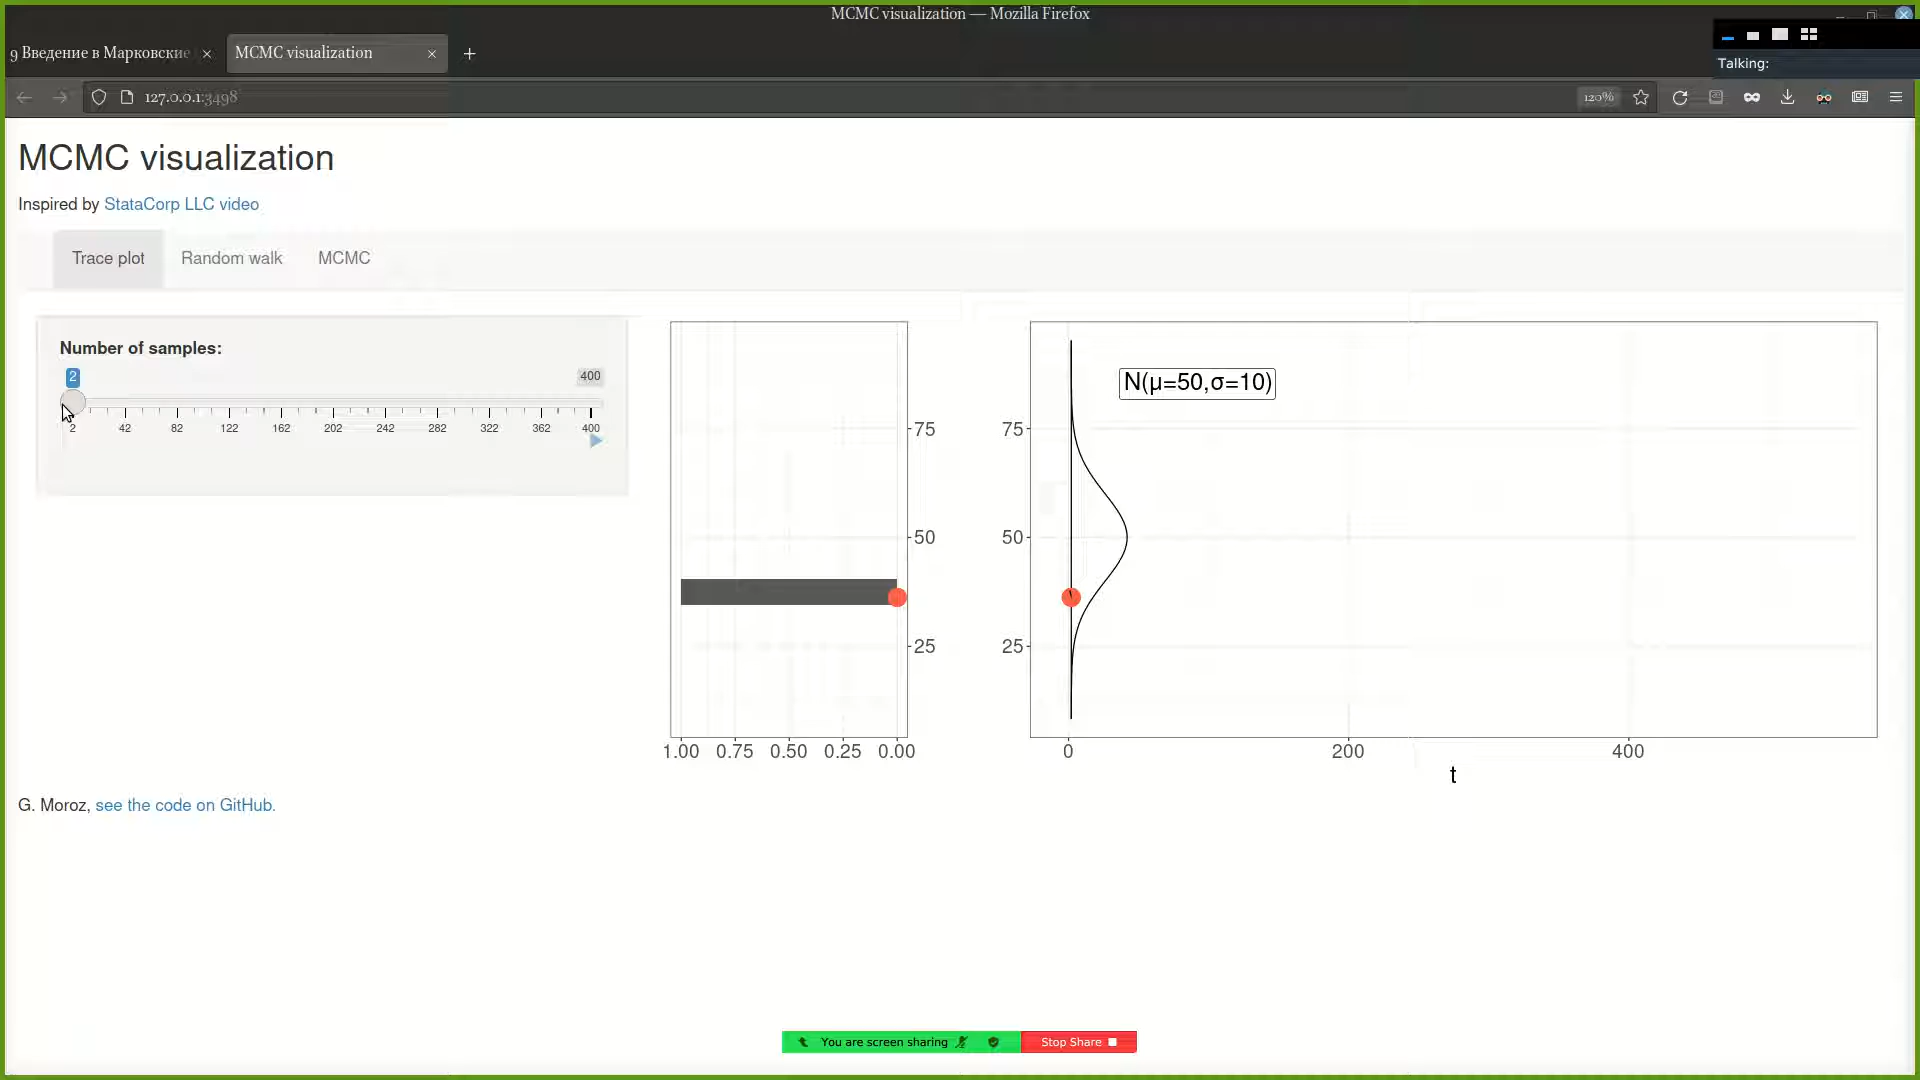 MCMC visualization — Mozilla Firefox
9 Введение в Марковские
MCMC visualization
Talking:
127.0.0.1:3498
120%
MCMC visualization
Inspired by StataCorp LLC video
Trace plot Random walk MCMC
Number of samples:
2 400
2 42 82 122 162 202 242 282 322 362 400
N(μ=50,σ=10)
75 75
50 50
25 25
1.00 0.75 0.50 0.25 0.00
0 200 400
t
G. Moroz, see the code on GitHub.
You are screen sharing Stop Share